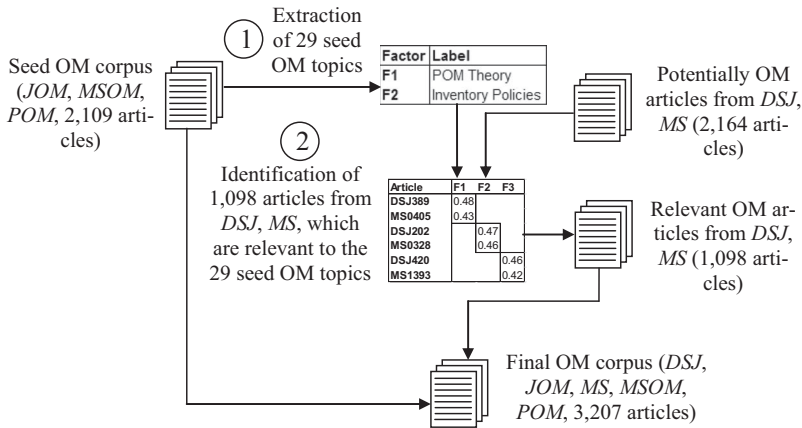 1
Extraction
of 29 seed
OM topics
Seed OM corpus
(JOM, MSOM,
POM, 2,109 arti-
cles)
Factor Label
F1 POM Theory
F2 Inventory Policies
Potentially OM
articles from DSJ,
MS (2,164 arti-
cles)
2
Identification of
1,098 articles from
DSJ, MS, which
are relevant to the
29 seed OM topics
Article F1 F2 F3
DSJ389 0.48
MS0405 0.43
DSJ202 0.47
MS0328 0.46
DSJ420 0.46
MS1393 0.42
Relevant OM ar-
ticles from DSJ,
MS (1,098 arti-
cles)
Final OM corpus (DSJ,
JOM, MS, MSOM,
POM, 3,207 articles)